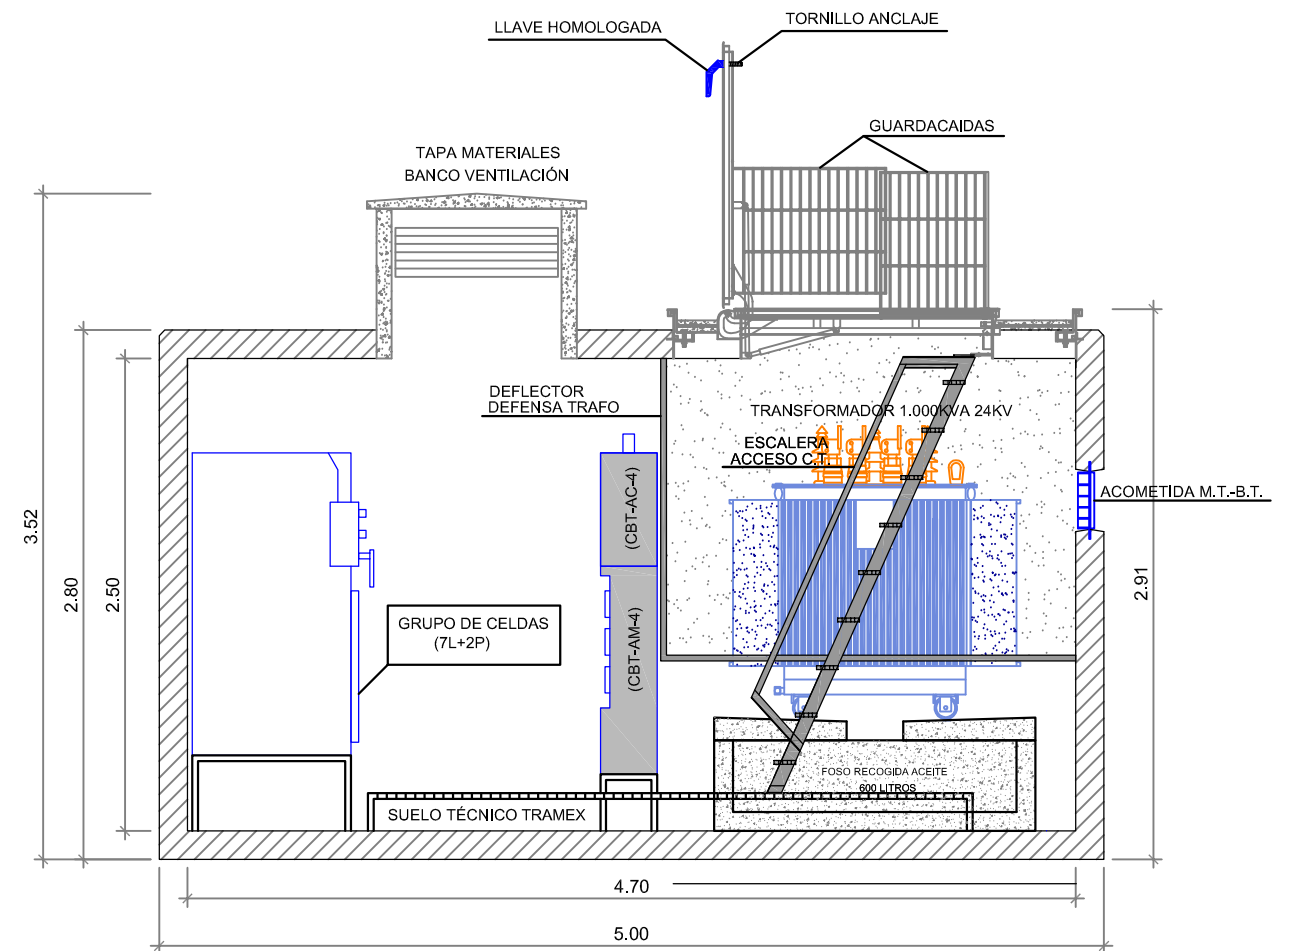 LLAVE HOMOLOGADA
TORNILLO ANCLAJE
GUARDACAIDAS
TAPA MATERIALES
BANCO VENTILACIÓN
DEFLECTOR
DEFENSA TRAFO
TRANSFORMADOR 1.000KVA 24KV
ESCALERA
ACCESO C.T.
ACOMETIDA M.T.-B.T.
(CBT-AC-4)
(CBT-AM-4)
GRUPO DE CELDAS
(7L+2P)
3.52
2.80
2.50
2.91
FOSO RECOGIDA ACEITE
600 LITROS
SUELO TÉCNICO TRAMEX
4.70
5.00